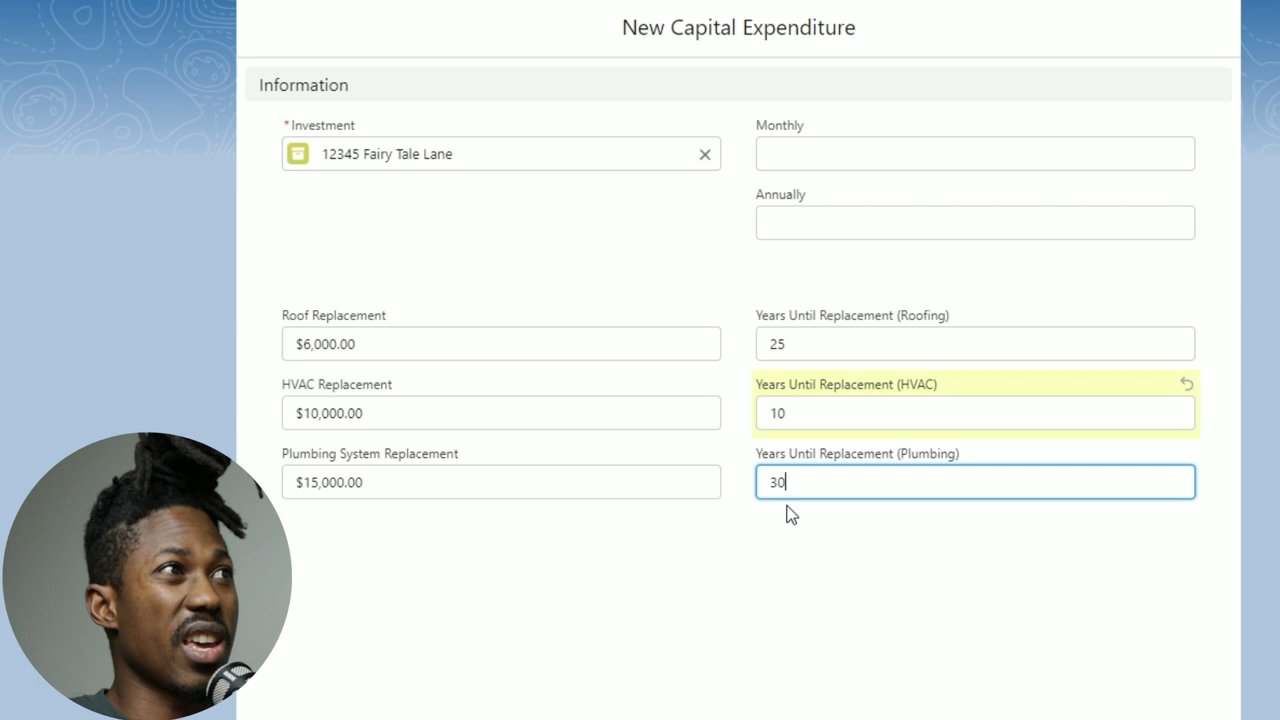 New Capital Expenditure
Information
* Investment
12345 Fairy Tale Lane
Monthly
Annually
Roof Replacement
$6,000.00
Years Until Replacement (Roofing)
25
HVAC Replacement
$10,000.00
Years Until Replacement (HVAC)
10
Plumbing System Replacement
$15,000.00
Years Until Replacement (Plumbing)
30